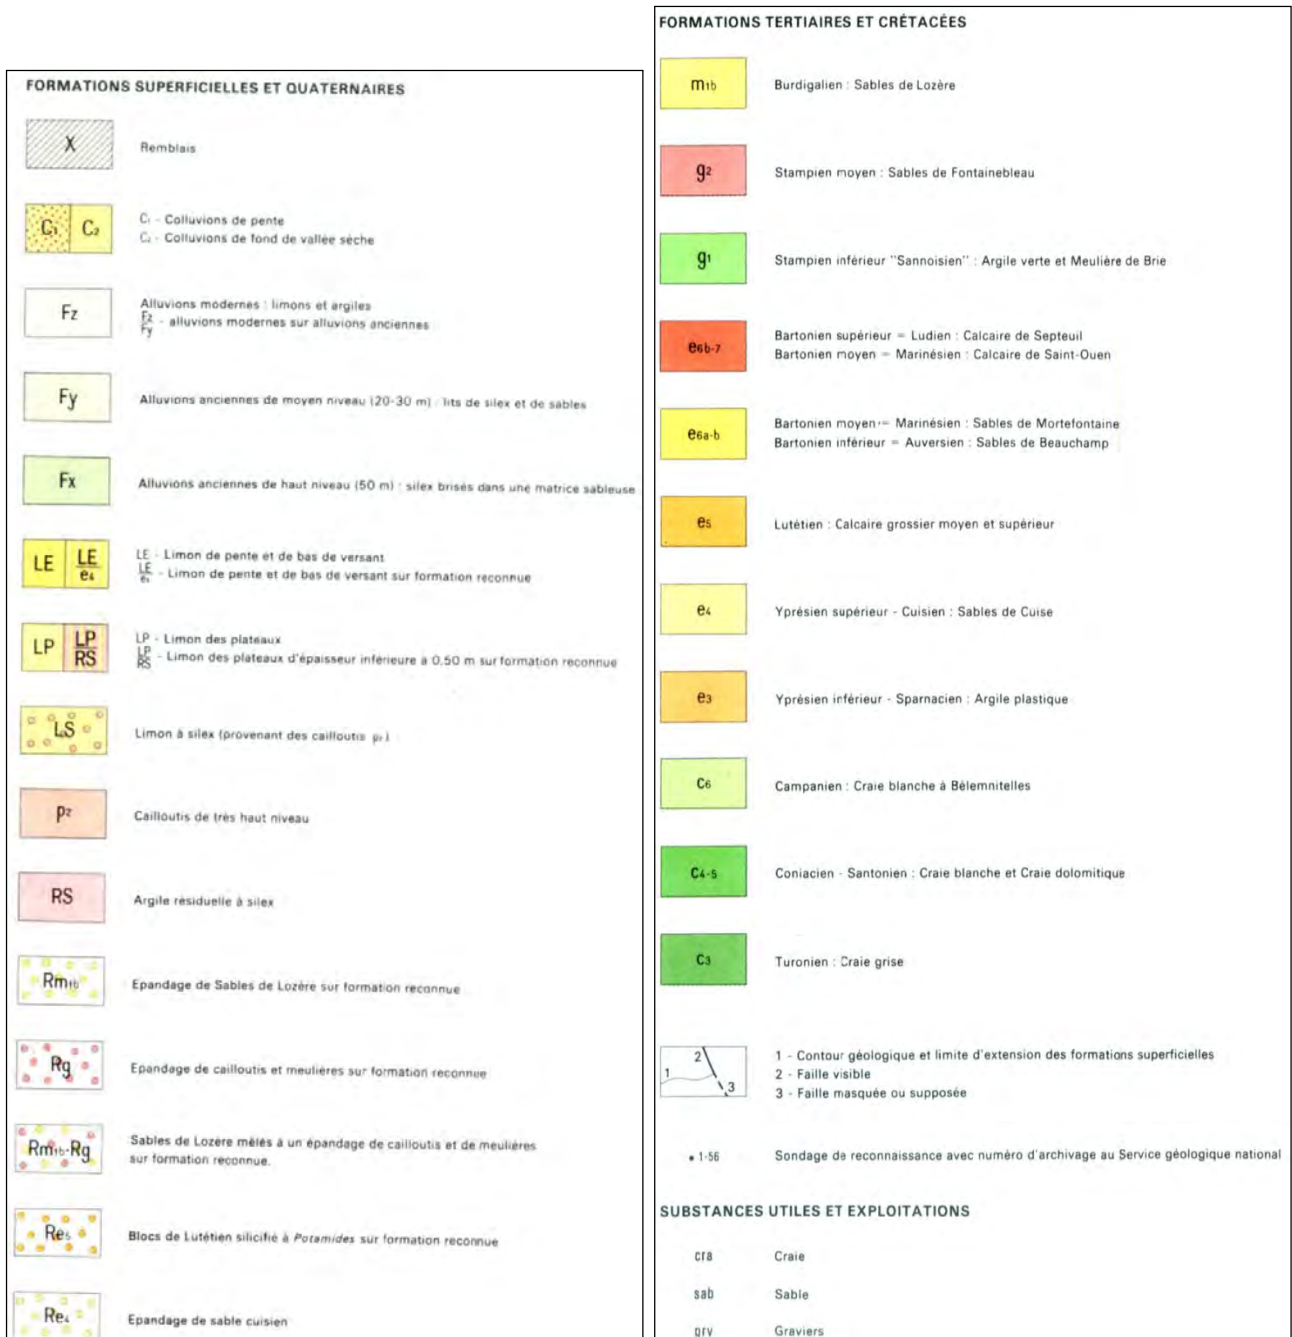 FORMATIONS SUPERFICIELLES ET QUATERNAIRES
X
Remblais
C1 C2
C1 - Colluvions de pente
C2 - Colluvions de fond de vallée sèche
Fz
Alluvions modernes : limons et argiles
Fz
Fy - alluvions modernes sur alluvions anciennes
Fy
Alluvions anciennes de moyen niveau (20-30 m) : lits de silex et de sables
Fx
Alluvions anciennes de haut niveau (50 m) : silex brisés dans une matrice sableuse
LE LE
e4
LE - Limon de pente et de bas de versant
LE
e4 - Limon de pente et de bas de versant sur formation reconnue
LP LP
RS
LP - Limon des plateaux
LP
RS - Limon des plateaux d'épaisseur inférieure à 0,50 m sur formation reconnue
LS
Limon à silex (provenant des cailloutis pz)
pz
Cailloutis de très haut niveau
RS
Argile résiduelle à silex
Rm1b
Epandage de Sables de Lozère sur formation reconnue
Rg
Epandage de cailloutis et meulières sur formation reconnue
Rm1b-Rg
Sables de Lozère mêlés à un épandage de cailloutis et de meulières
sur formation reconnue.
Re5
Blocs de Lutétien silicifié à Potamides sur formation reconnue
Re4
Epandage de sable cuisien
FORMATIONS TERTIAIRES ET CRÉTACÉES
m1b
Burdigalien : Sables de Lozère
g2
Stampien moyen : Sables de Fontainebleau
g1
Stampien inférieur "Sannoisien" : Argile verte et Meulière de Brie
e6b-7
Bartonien supérieur = Ludien : Calcaire de Septeuil
Bartonien moyen = Marinésien : Calcaire de Saint-Ouen
e6a-b
Bartonien moyen = Marinésien : Sables de Mortefontaine
Bartonien inférieur = Auversien : Sables de Beauchamp
e5
Lutétien : Calcaire grossier moyen et supérieur
e4
Yprésien supérieur - Cuisien : Sables de Cuise
e3
Yprésien inférieur - Sparnacien : Argile plastique
c6
Campanien : Craie blanche à Bélemnitelles
c4-5
Coniacien - Santonien : Craie blanche et Craie dolomitique
c3
Turonien : Craie grise
1 2 3
1 - Contour géologique et limite d'extension des formations superficielles
2 - Faille visible
3 - Faille masquée ou supposée
• 1-56 Sondage de reconnaissance avec numéro d'archivage au Service géologique national
SUBSTANCES UTILES ET EXPLOITATIONS
cra Craie
sab Sable
grv Graviers